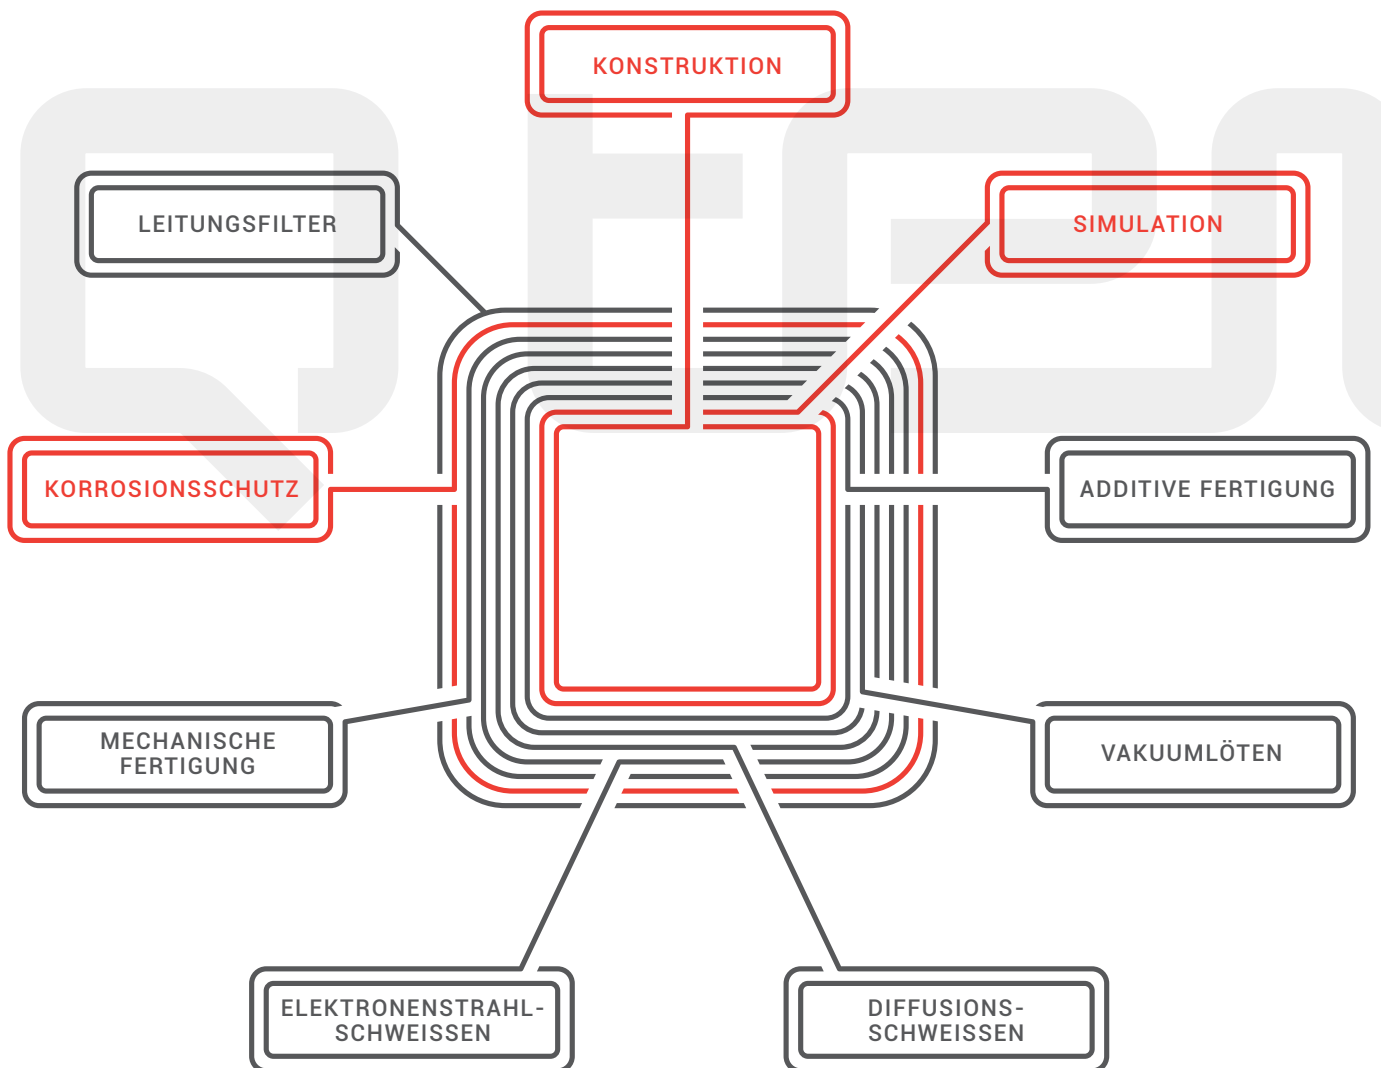 KONSTRUKTION
LEITUNGSFILTER
SIMULATION
KORROSIONSSCHUTZ
ADDITIVE FERTIGUNG
MECHANISCHE
FERTIGUNG
VAKUUMLÖTEN
ELEKTRONENSTRAHL-
SCHWEISSEN
DIFFUSIONS-
SCHWEISSEN